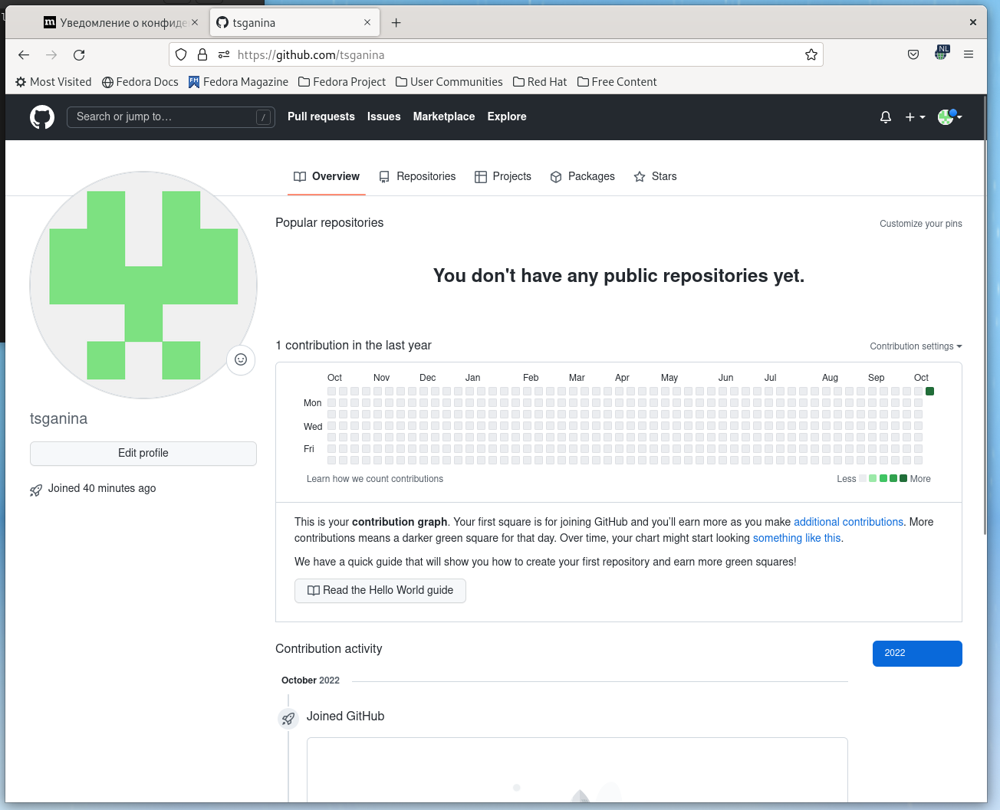 Уведомление о конфиде
tsganina
https://github.com/tsganina
NL
Most Visited Fedora Docs Fedora Magazine Fedora Project User Communities Red Hat Free Content
Search or jump to… / Pull requests Issues Marketplace Explore
Overview Repositories Projects Packages Stars
Popular repositories Customize your pins
You don't have any public repositories yet.
1 contribution in the last year Contribution settings
Oct Nov Dec Jan Feb Mar Apr May Jun Jul Aug Sep Oct
Mon
Wed
Fri
Learn how we count contributions Less More
tsganina
Edit profile
Joined 40 minutes ago
This is your contribution graph. Your first square is for joining GitHub and you’ll earn more as you make additional contributions. More
contributions means a darker green square for that day. Over time, your chart might start looking something like this.
We have a quick guide that will show you how to create your first repository and earn more green squares!
Read the Hello World guide
Contribution activity 2022
October 2022
Joined GitHub